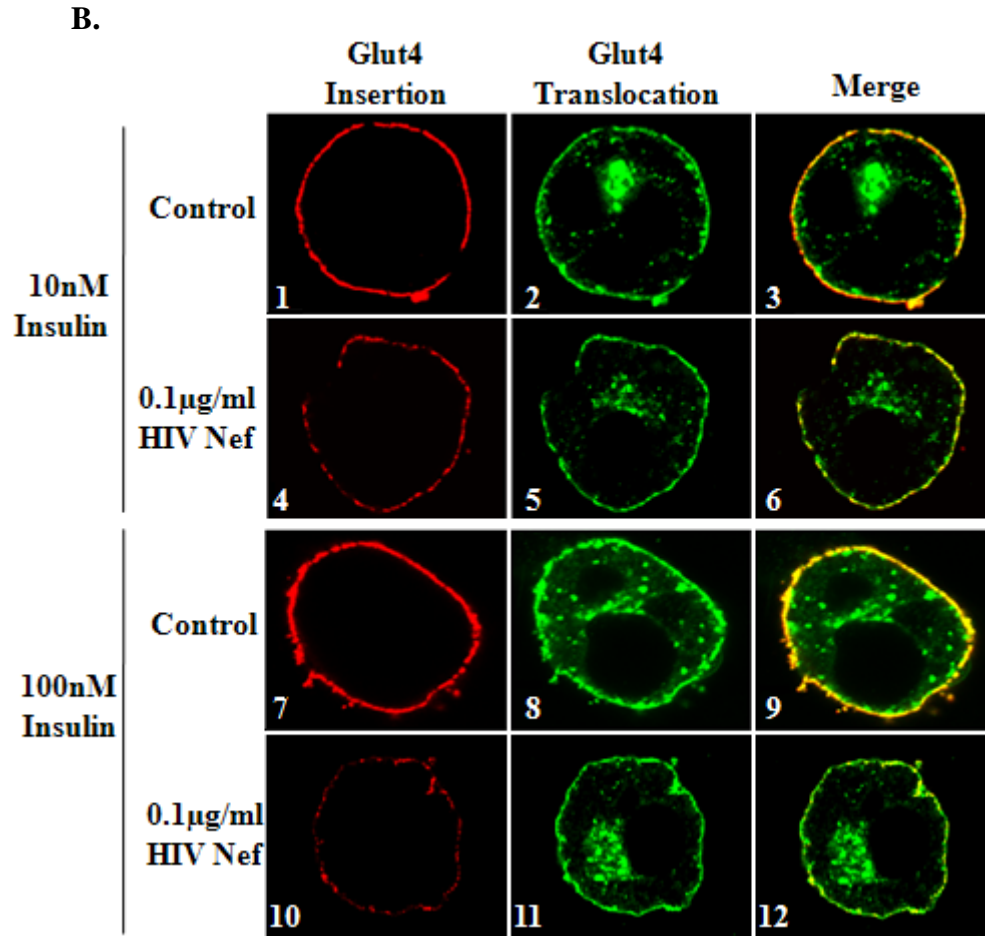 B.
Glut4
Insertion
Glut4
Translocation
Merge
10nM
Insulin
Control
1
2
3
0.1µg/ml
HIV Nef
4
5
6
100nM
Insulin
Control
7
8
9
0.1µg/ml
HIV Nef
10
11
12